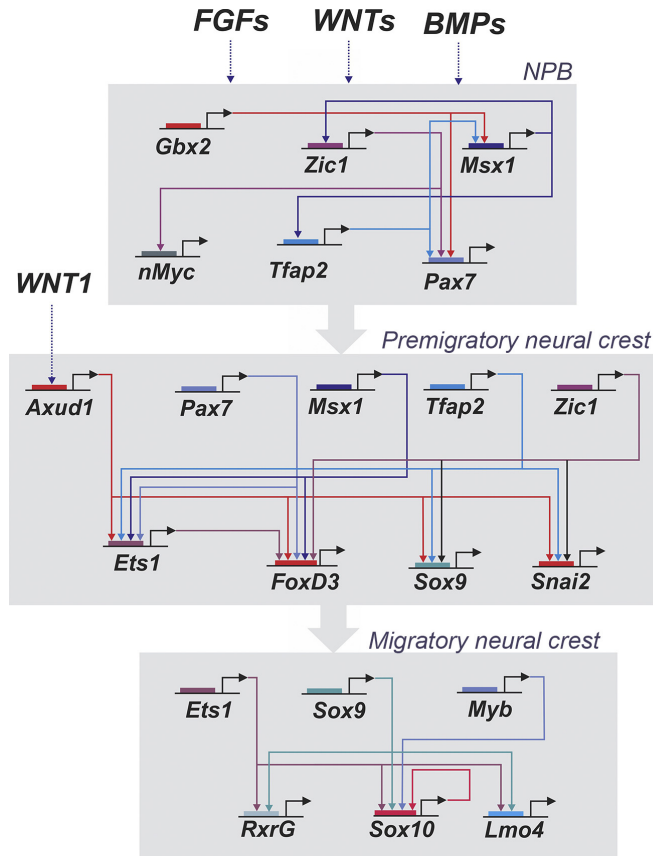 FGFs WNTs BMPs
NPB
Gbx2 Zic1 Msx1
nMyc Tfap2 Pax7
WNT1
Premigratory neural crest
Axud1 Pax7 Msx1 Tfap2 Zic1
Ets1 FoxD3 Sox9 Snai2
Migratory neural crest
Ets1 Sox9 Myb
RxrG Sox10 Lmo4